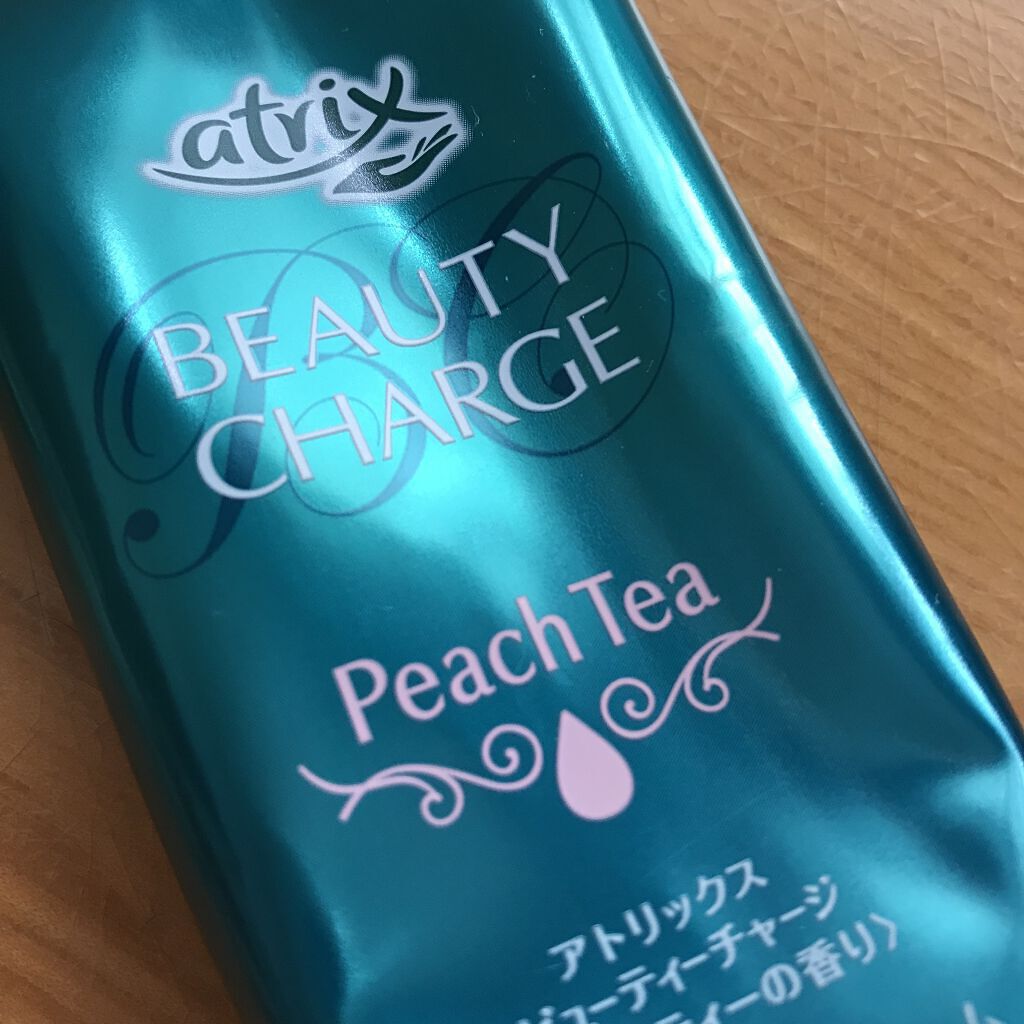 atrix
BEAUTY
CHARGE
Peach Tea
アトリックス
ビューティーチャージ
ティーの香り〉